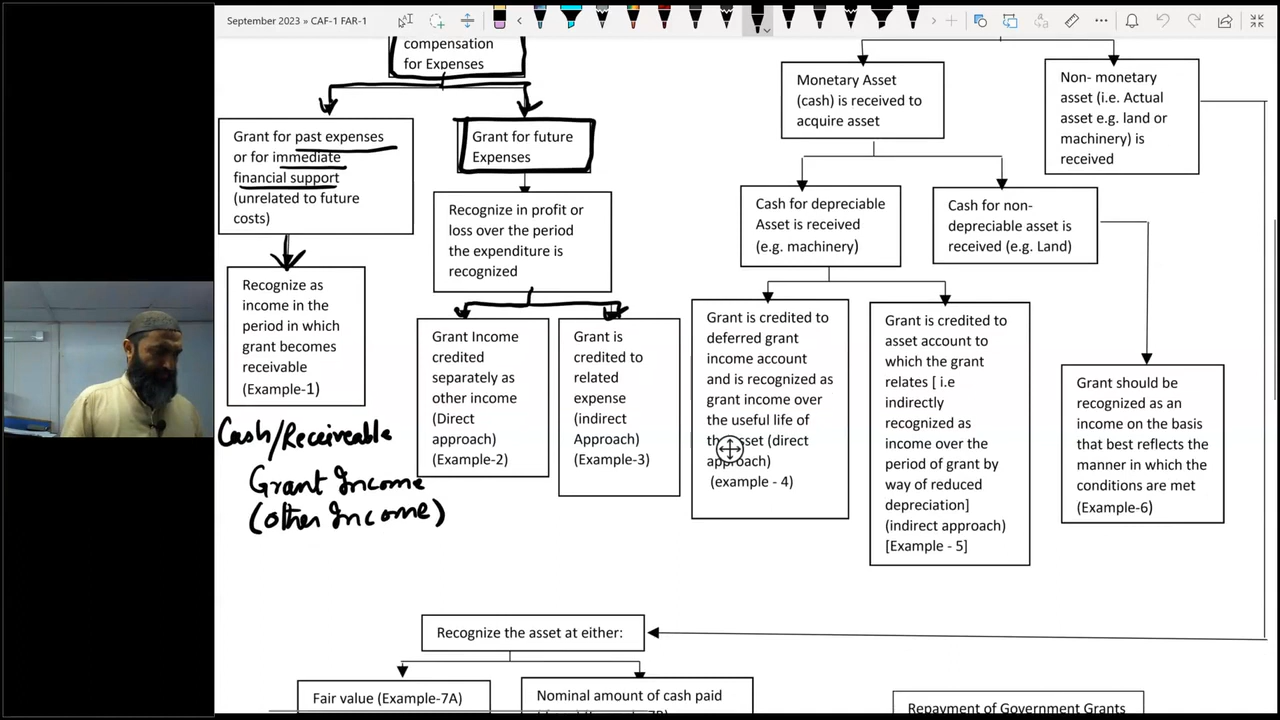 September 2023 » CAF-1 FAR-1
compensation
for Expenses
Grant for past expenses
or for immediate
financial support
(unrelated to future
costs)
Recognize as
income in the
period in which
grant becomes
receivable
(Example-1)
Cash/Receiveable
Grant Income
(other Income)
Grant for future
Expenses
Recognize in profit or
loss over the period
the expenditure is
recognized
Grant Income
credited
separately as
other income
(Direct
approach)
(Example-2)
Grant is
credited to
related
expense
(indirect
Approach)
(Example-3)
Monetary Asset
(cash) is received to
acquire asset
Non- monetary
asset (i.e. Actual
asset e.g. land or
machinery) is
received
Cash for depreciable
Asset is received
(e.g. machinery)
Cash for non-
depreciable asset is
received (e.g. Land)
Grant is credited to
deferred grant
income account
and is recognized as
grant income over
the useful life of
the asset (direct
approach)
(example - 4)
Grant is credited to
asset account to
which the grant
relates [ i.e
indirectly
recognized as
income over the
period of grant by
way of reduced
depreciation]
(indirect approach)
[Example - 5]
Grant should be
recognized as an
income on the basis
that best reflects the
manner in which the
conditions are met
(Example-6)
Recognize the asset at either:
Fair value (Example-7A)
Nominal amount of cash paid
Repayment of Government Grants